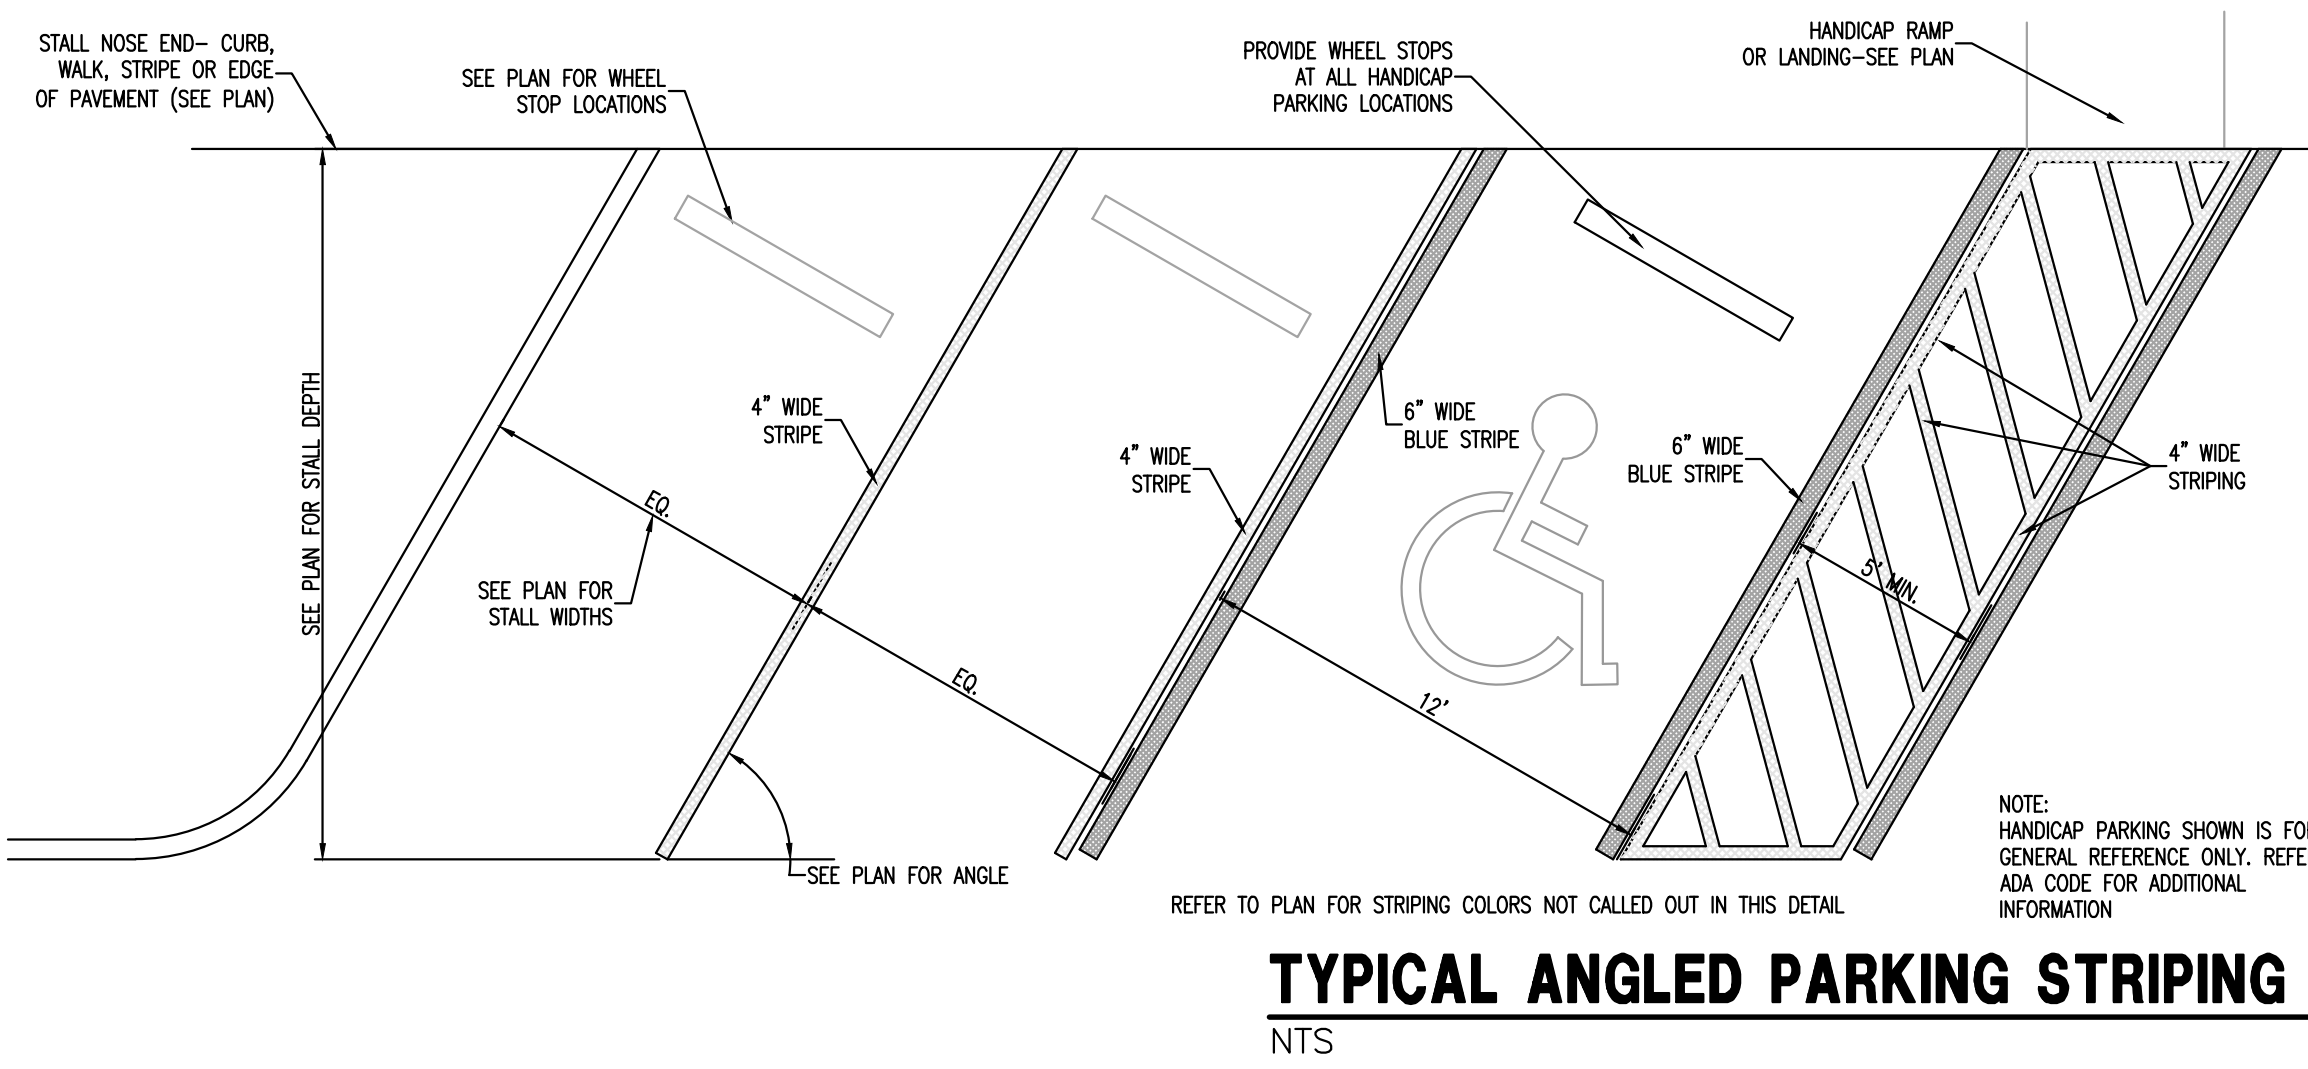 STALL NOSE END- CURB,
WALK, STRIPE OR EDGE
OF PAVEMENT (SEE PLAN)
SEE PLAN FOR WHEEL
STOP LOCATIONS
PROVIDE WHEEL STOPS
AT ALL HANDICAP
PARKING LOCATIONS
HANDICAP RAMP
OR LANDING-SEE PLAN
SEE PLAN FOR STALL DEPTH
4" WIDE
STRIPE
EQ.
SEE PLAN FOR
STALL WIDTHS
4" WIDE
STRIPE
EQ.
6" WIDE
BLUE STRIPE
12'
6" WIDE
BLUE STRIPE
5' MIN.
4" WIDE
STRIPING
SEE PLAN FOR ANGLE
NOTE:
HANDICAP PARKING SHOWN IS
GENERAL REFERENCE ONLY.
ADA CODE FOR ADDITIONAL
INFORMATION
REFER TO PLAN FOR STRIPING COLORS NOT CALLED OUT IN THIS DETAIL
TYPICAL ANGLED PARKING STRIPING
NTS